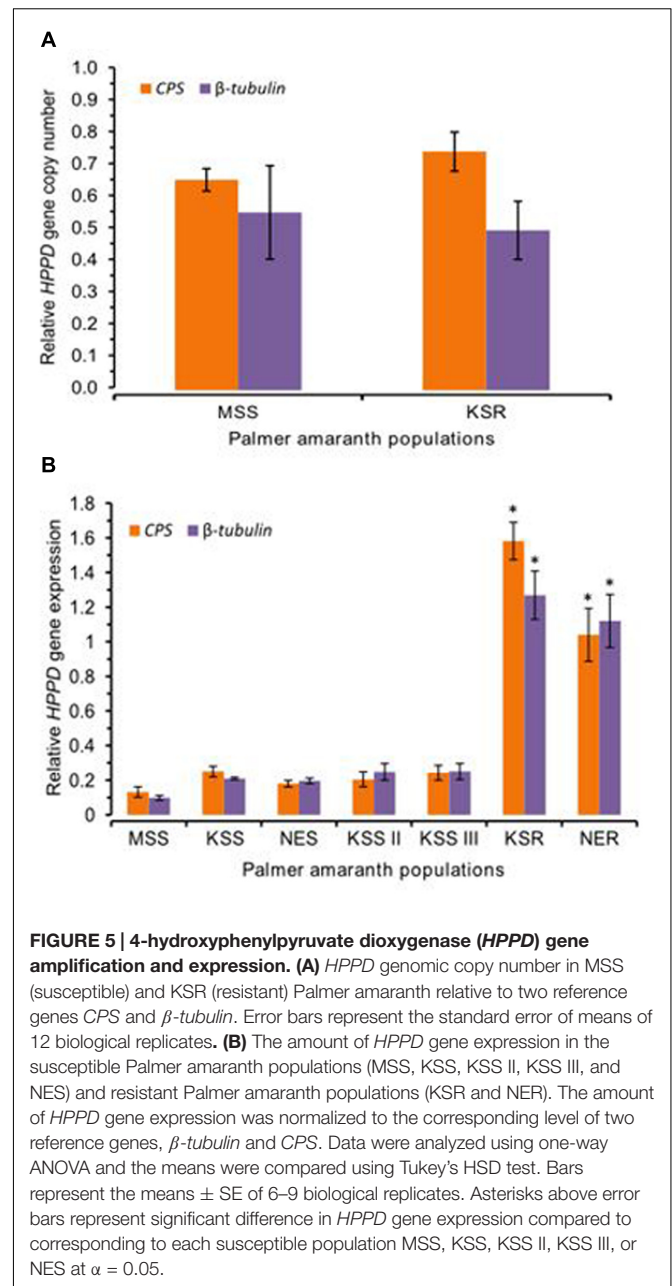 A
1.0
0.9
0.8
0.7
0.6
0.5
0.4
0.3
0.2
0.1
0.0
Relative HPPD gene copy number
CPS β-tubulin
MSS KSR
Palmer amaranth populations
B
1.8
1.6
1.4
1.2
1
0.8
0.6
0.4
0.2
0
Relative HPPD gene expression
CPS β-tubulin
* * * *
MSS KSS NES KSS II KSS III KSR NER
Palmer amaranth populations
FIGURE 5 | 4-hydroxyphenylpyruvate dioxygenase (HPPD) gene
amplification and expression. (A) HPPD genomic copy number in MSS
(susceptible) and KSR (resistant) Palmer amaranth relative to two reference
genes CPS and β-tubulin. Error bars represent the standard error of means of
12 biological replicates. (B) The amount of HPPD gene expression in the
susceptible Palmer amaranth populations (MSS, KSS, KSS II, KSS III, and
NES) and resistant Palmer amaranth populations (KSR and NER). The amount
of HPPD gene expression was normalized to the corresponding level of two
reference genes, β-tubulin and CPS. Data were analyzed using one-way
ANOVA and the means were compared using Tukey's HSD test. Bars
represent the means ± SE of 6–9 biological replicates. Asterisks above error
bars represent significant difference in HPPD gene expression compared to
corresponding to each susceptible population MSS, KSS, KSS II, KSS III, or
NES at α = 0.05.